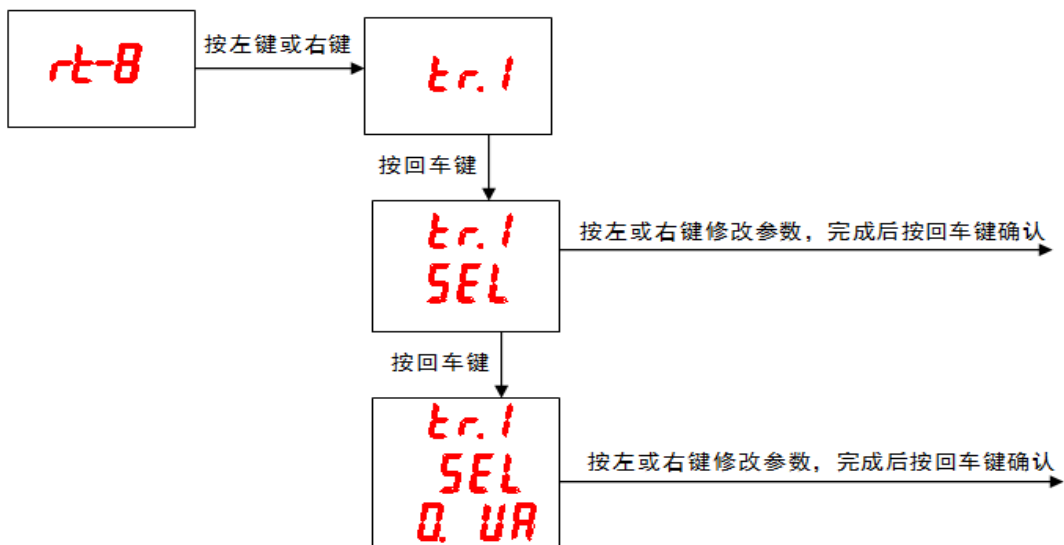 rt-8
按左键或右键
tr.1
按回车键
tr.1
SEL
按左或右键修改参数，完成后按回车键确认
按回车键
tr.1
SEL
0. UA
按左或右键修改参数，完成后按回车键确认